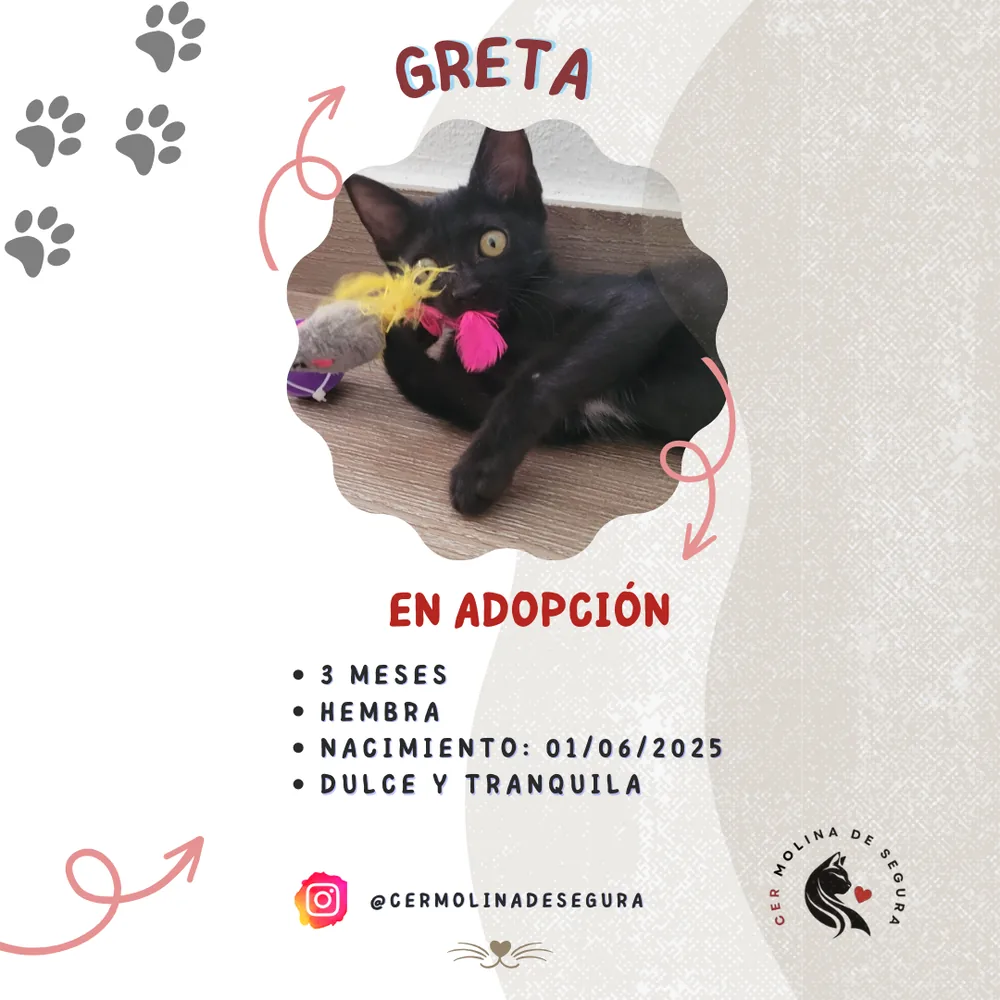 GRETA
EN ADOPCIÓN
• 3 MESES
• HEMBRA
• NACIMIENTO: 01/06/2025
• DULCE Y TRANQUILA
@CERMOLINADESEGURA
CER MOLINA DE SEGURA